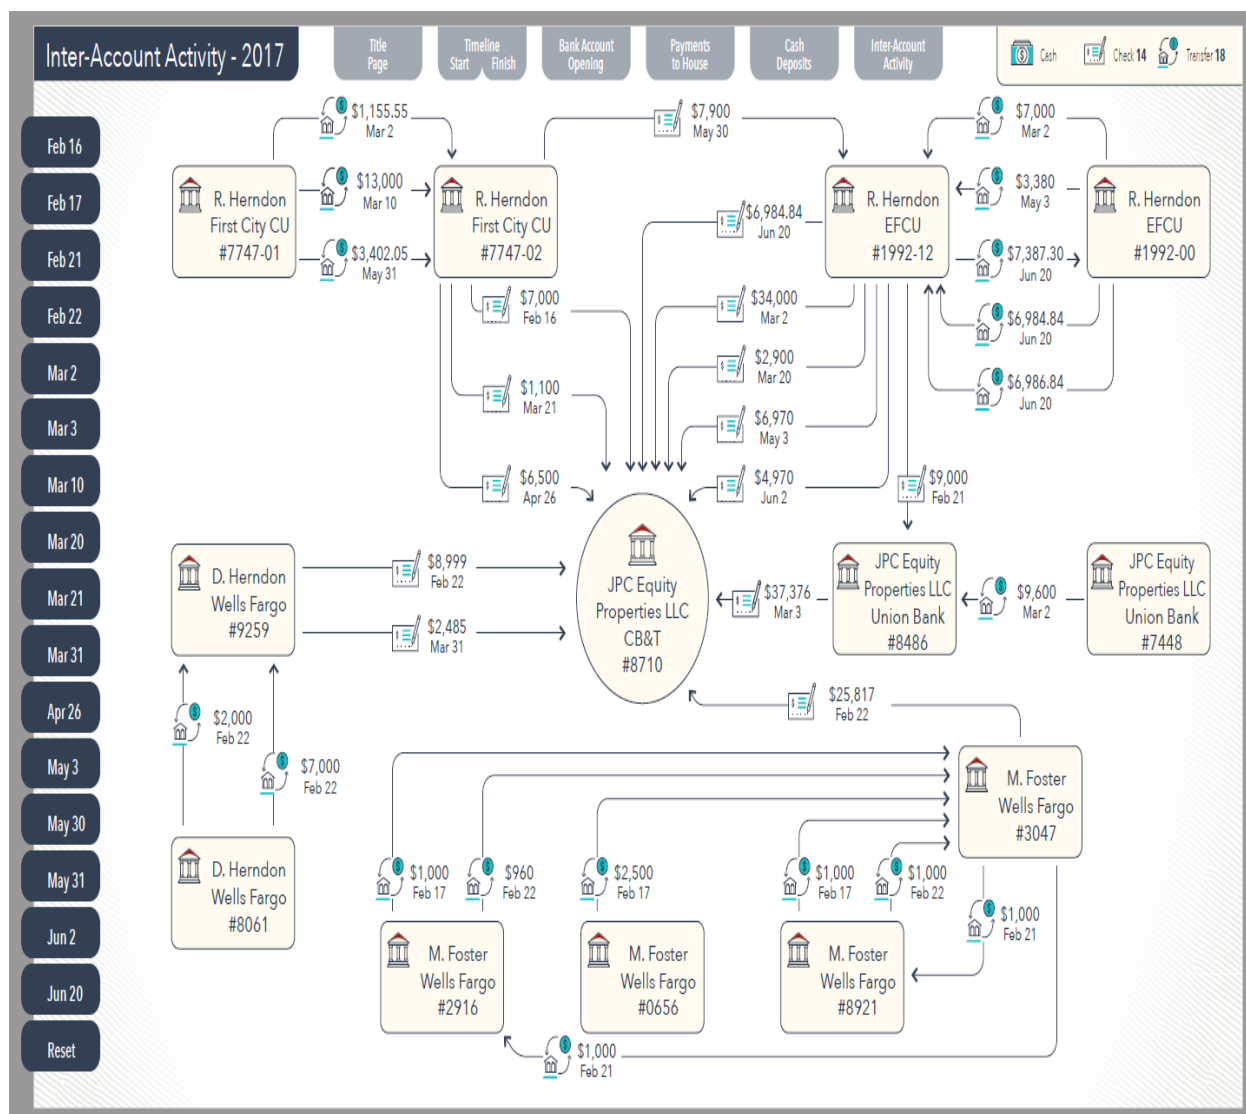 Inter-Account Activity - 2017
Title
Page
Timeline
Start Finish
Bank Account
Opening
Payments
to House
Cash
Deposits
Inter-Account
Activity
Cash
Check 14
Transfer 18
Feb 16
Feb 17
Feb 21
Feb 22
Mar 2
Mar 3
Mar 10
Mar 20
Mar 21
Mar 31
Apr 26
May 3
May 30
May 31
Jun 2
Jun 20
Reset
$1,155.55
Mar 2
$13,000
Mar 10
$3,402.05
May 31
R. Herndon
First City CU
#7747-01
R. Herndon
First City CU
#7747-02
$7,900
May 30
R. Herndon
EFCU
#1992-12
R. Herndon
EFCU
#1992-00
$7,000
Mar 2
$3,380
May 3
$7,387.30
Jun 20
$6,984.84
Jun 20
$6,986.84
Jun 20
$6,984.84
Jun 20
$7,000
Feb 16
$34,000
Mar 2
$2,900
Mar 20
$1,100
Mar 21
$6,970
May 3
$6,500
Apr 26
$4,970
Jun 2
$9,000
Feb 21
D. Herndon
Wells Fargo
#9259
$8,999
Feb 22
$2,485
Mar 31
JPC Equity
Properties LLC
CB&T
#8710
$37,376
Mar 3
JPC Equity
Properties LLC
Union Bank
#8486
$9,600
Mar 2
JPC Equity
Properties LLC
Union Bank
#7448
$25,817
Feb 22
$2,000
Feb 22
$7,000
Feb 22
D. Herndon
Wells Fargo
#8061
M. Foster
Wells Fargo
#3047
$1,000
Feb 17
$960
Feb 22
$2,500
Feb 17
$1,000
Feb 17
$1,000
Feb 22
$1,000
Feb 21
M. Foster
Wells Fargo
#2916
M. Foster
Wells Fargo
#0656
M. Foster
Wells Fargo
#8921
$1,000
Feb 21